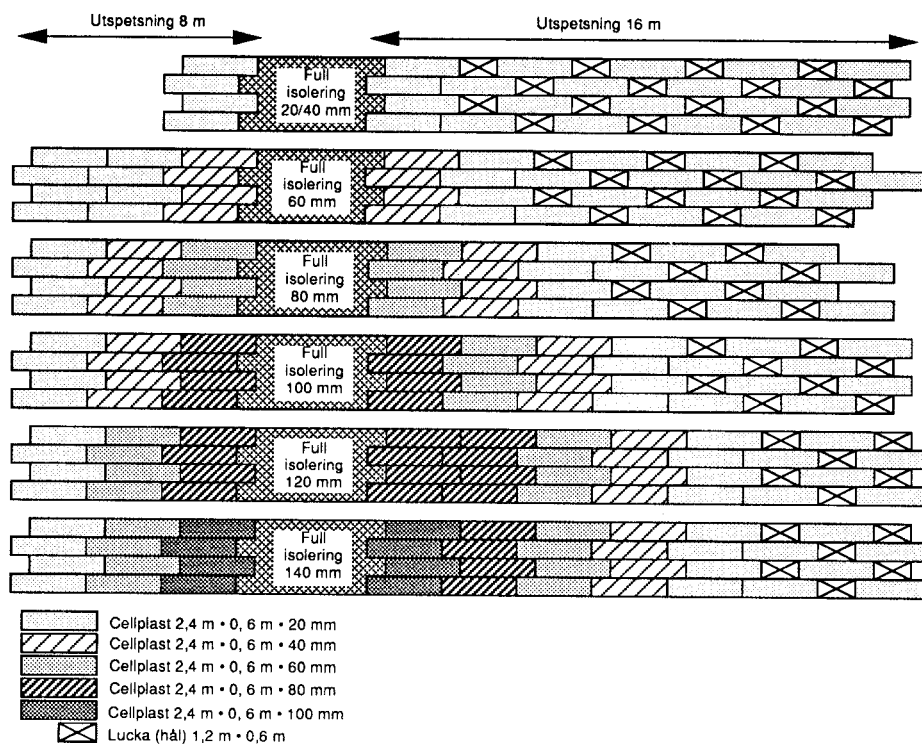 Utspetsning 8 m
Utspetsning 16 m
Full
isolering
20/40 mm
Full
isolering
60 mm
Full
isolering
80 mm
Full
isolering
100 mm
Full
isolering
120 mm
Full
isolering
140 mm
Cellplast 2,4 m • 0, 6 m • 20 mm
Cellplast 2,4 m • 0, 6 m • 40 mm
Cellplast 2,4 m • 0, 6 m • 60 mm
Cellplast 2,4 m • 0, 6 m • 80 mm
Cellplast 2,4 m • 0, 6 m • 100 mm
Lucka (hål) 1,2 m • 0,6 m